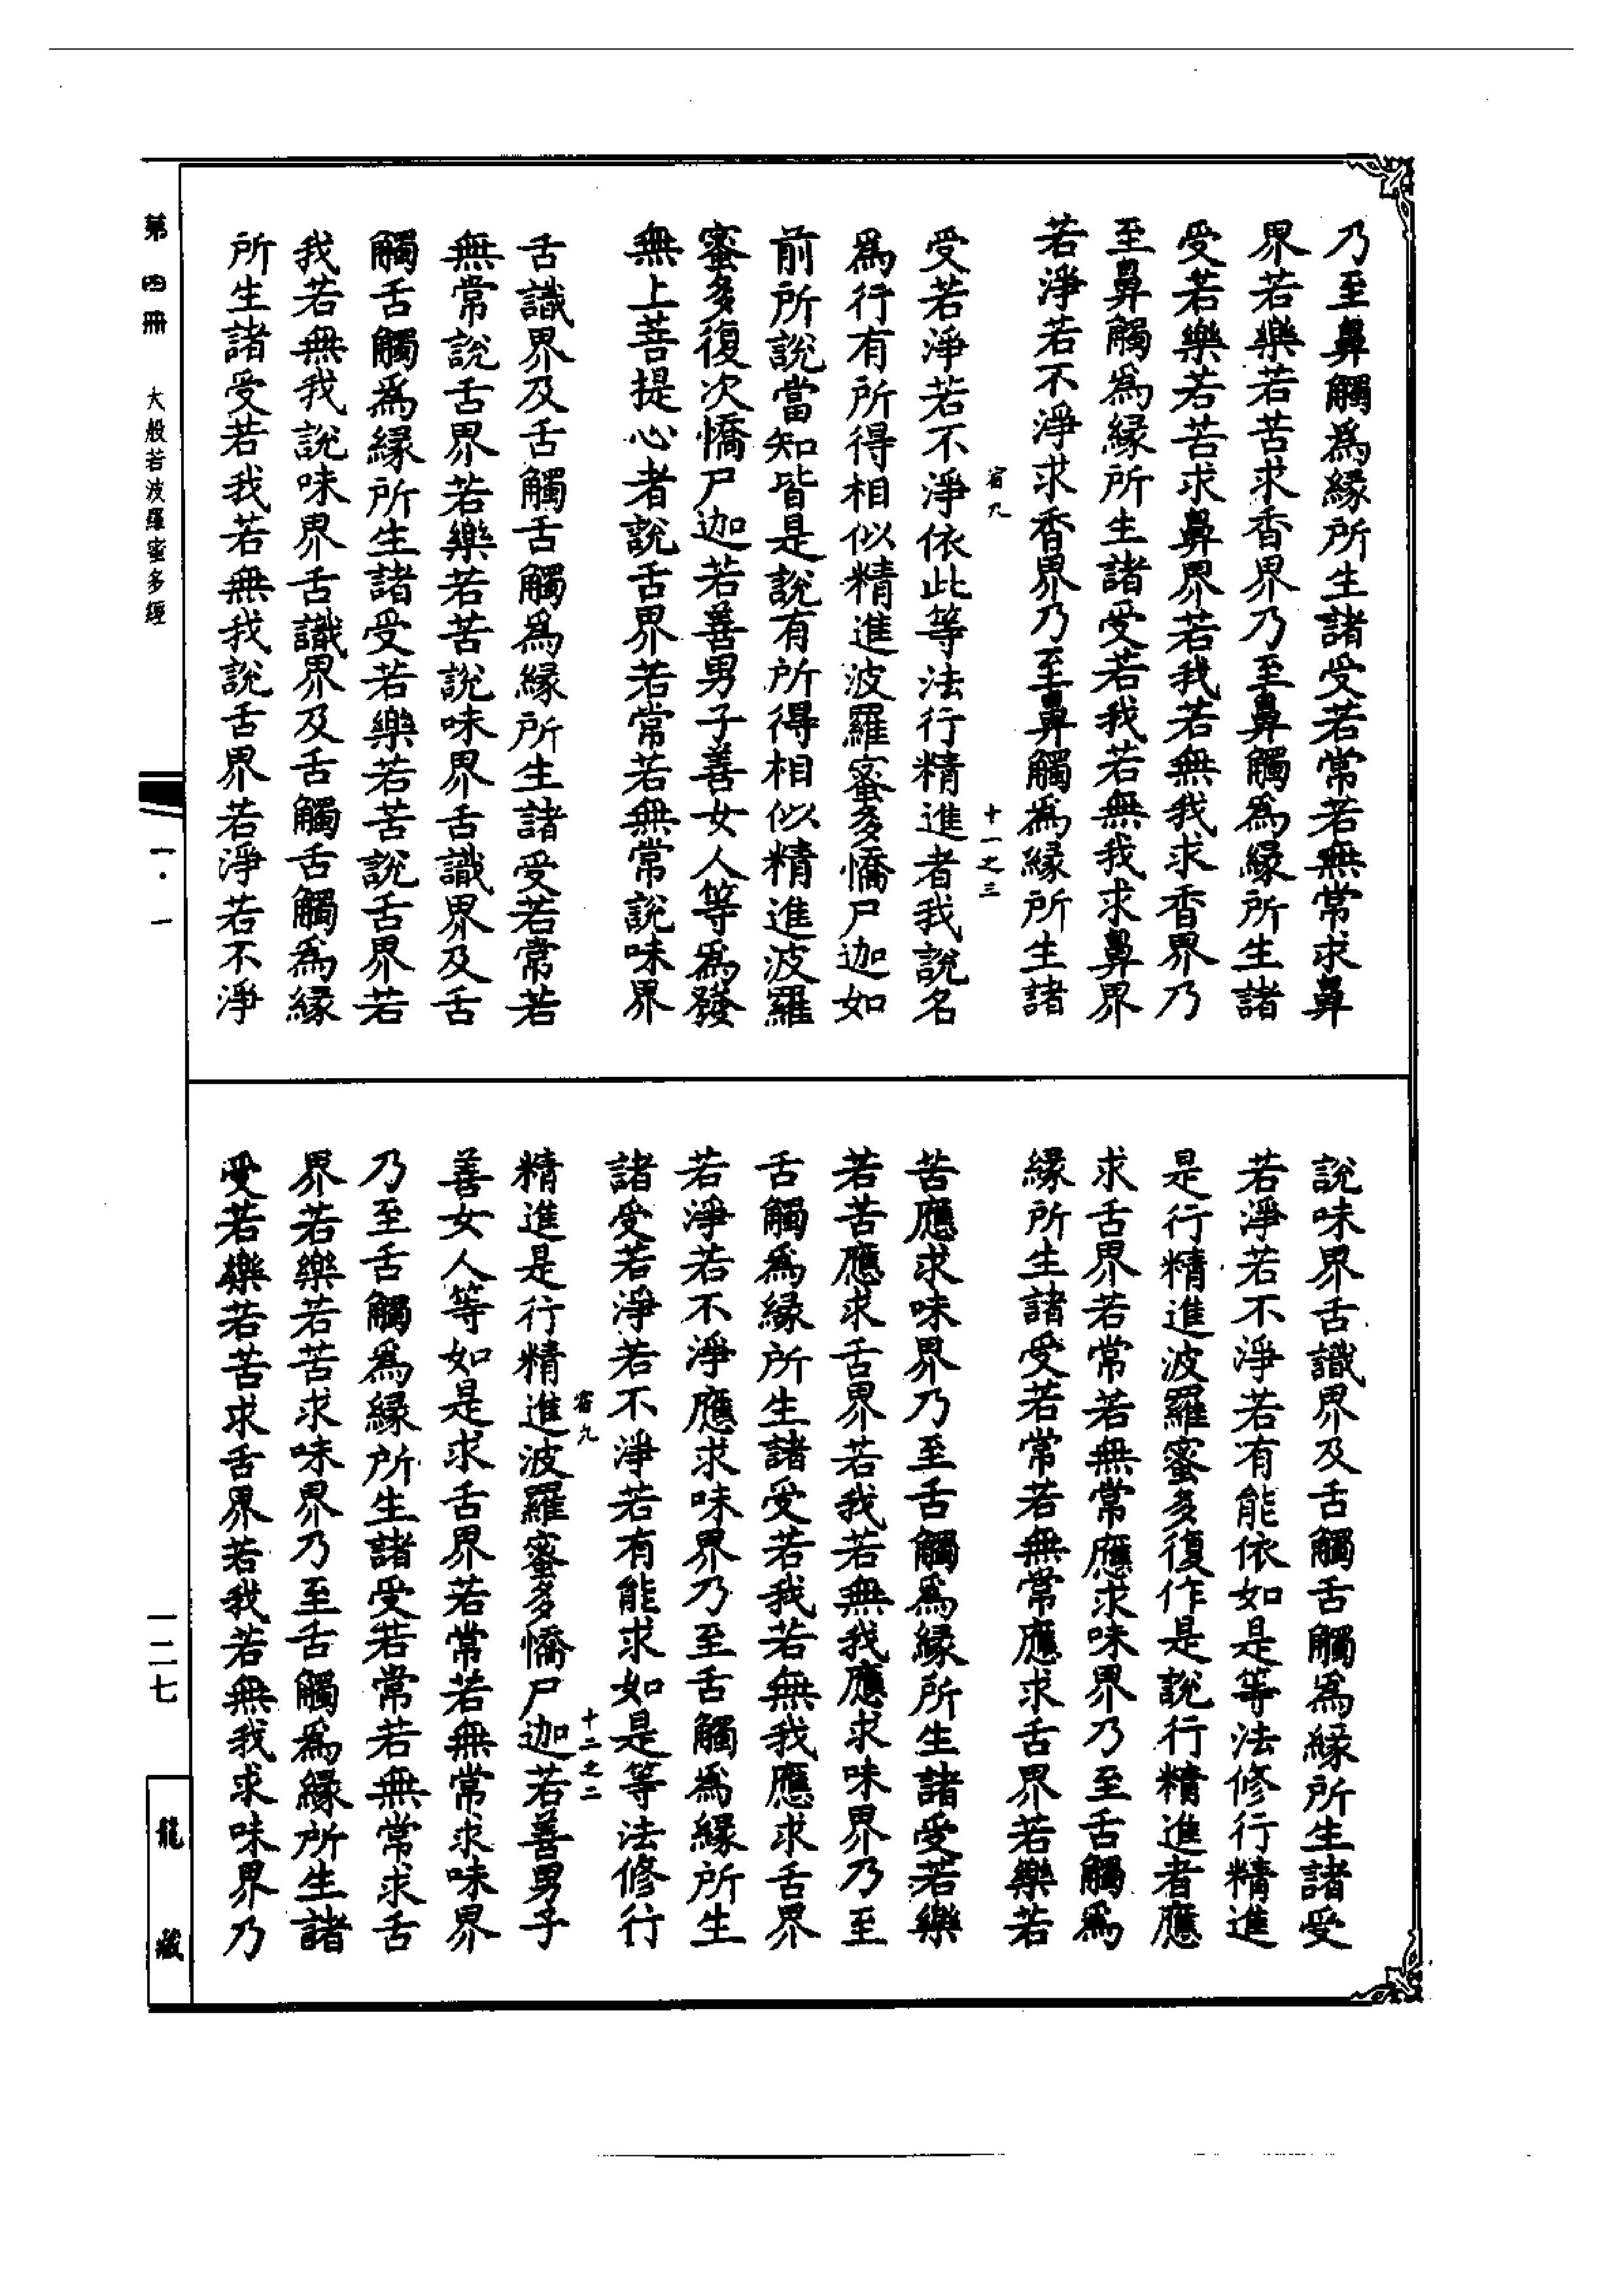 乃至鼻觸爲緣所生諸受若常若無常求鼻
界若樂若苦求香界乃至鼻觸爲緣所生諸
受若樂若苦求鼻界若我若無我求香界乃
至鼻觸爲緣所生諸受若我若無我求鼻界
若淨若不淨求香界乃至鼻觸爲緣所生諸
宿九 十一之三
受若淨若不淨依此等法行精進者我說名
爲行有所得相似精進波羅蜜多憍尸迦如
前所說當知皆是說有所得相似精進波羅
蜜多復次憍尸迦若善男子善女人等爲發
無上菩提心者說舌界若常若無常說味界
舌識界及舌觸舌觸爲緣所生諸受若常若
無常說舌界若樂若苦說味界舌識界及舌
觸舌觸爲緣所生諸受若樂若苦說舌界若
我若無我說味界舌識界及舌觸舌觸爲緣
所生諸受若我若無我說舌界若淨若不淨
說味界舌識界及舌觸舌觸爲緣所生諸受
若淨若不淨若有能依如是等法修行精進
是行精進波羅蜜多復作是說行精進者應
求舌界若常若無常應求味界乃至舌觸爲
緣所生諸受若常若無常應求舌界若樂若
苦應求味界乃至舌觸爲緣所生諸受若樂
若苦應求舌界若我若無我應求味界乃至
舌觸爲緣所生諸受若我若無我應求舌界
若淨若不淨應求味界乃至舌觸爲緣所生
諸受若淨若不淨若有能求如是等法修行
宿九 十二之二
精進是行精進波羅蜜多憍尸迦若善男子
善女人等如是求舌界若常若無常求味界
乃至舌觸爲緣所生諸受若常若無常求舌
界若樂若苦求味界乃至舌觸爲緣所生諸
受若樂若苦求舌界若我若無我求味界乃
第四冊 大般若波羅蜜多經 一·一 一二七 龍藏